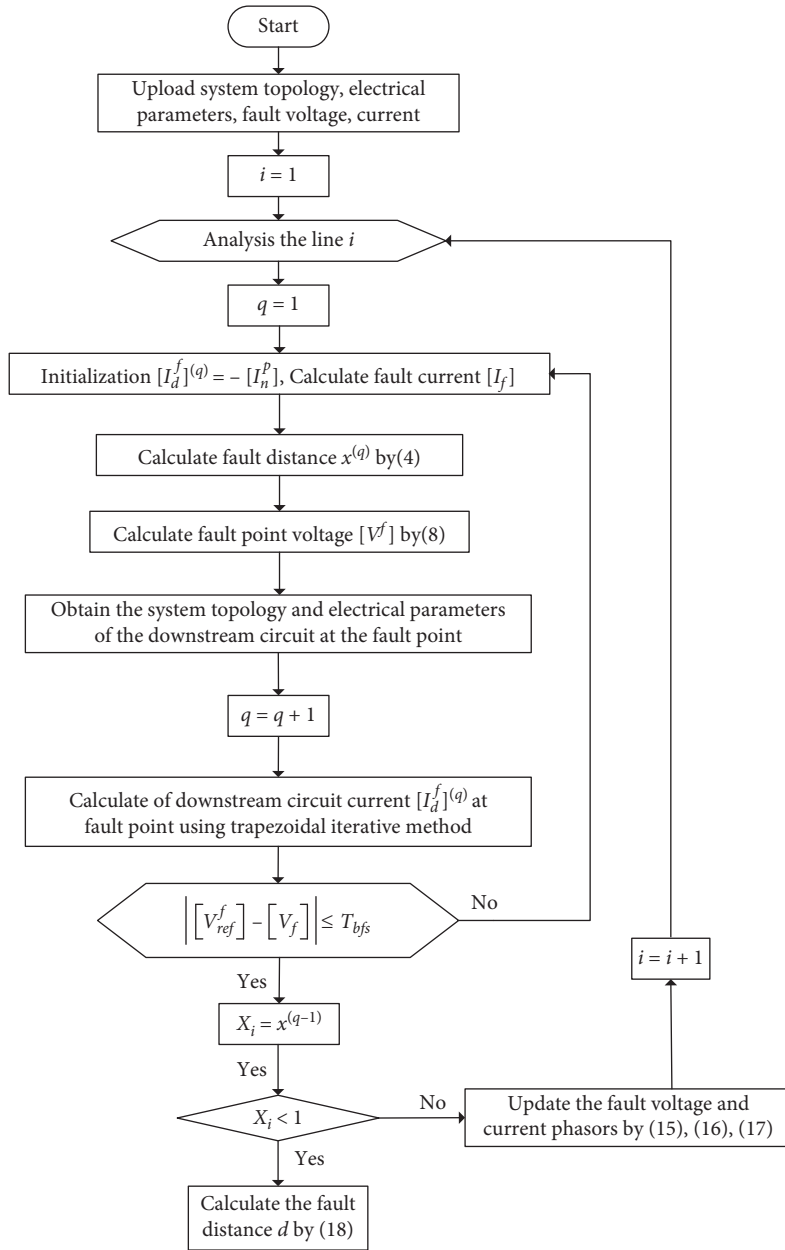 Start
Upload system topology, electrical
parameters, fault voltage, current
i = 1
Analysis the line i
q = 1
Initialization [I_d^f]^(q) = – [I_n^p], Calculate fault current [I_f]
Calculate fault distance x^(q) by(4)
Calculate fault point voltage [V^f] by(8)
Obtain the system topology and electrical parameters
of the downstream circuit at the fault point
q = q + 1
Calculate of downstream circuit current [I_d^f]^(q) at
fault point using trapezoidal iterative method
| [V_ref^f] – [V_f] | ≤ T_bfs
No
Yes
i = i + 1
X_i = x^(q–1)
Yes
X_i < 1
No
Update the fault voltage and
current phasors by (15), (16), (17)
Yes
Calculate the fault
distance d by (18)